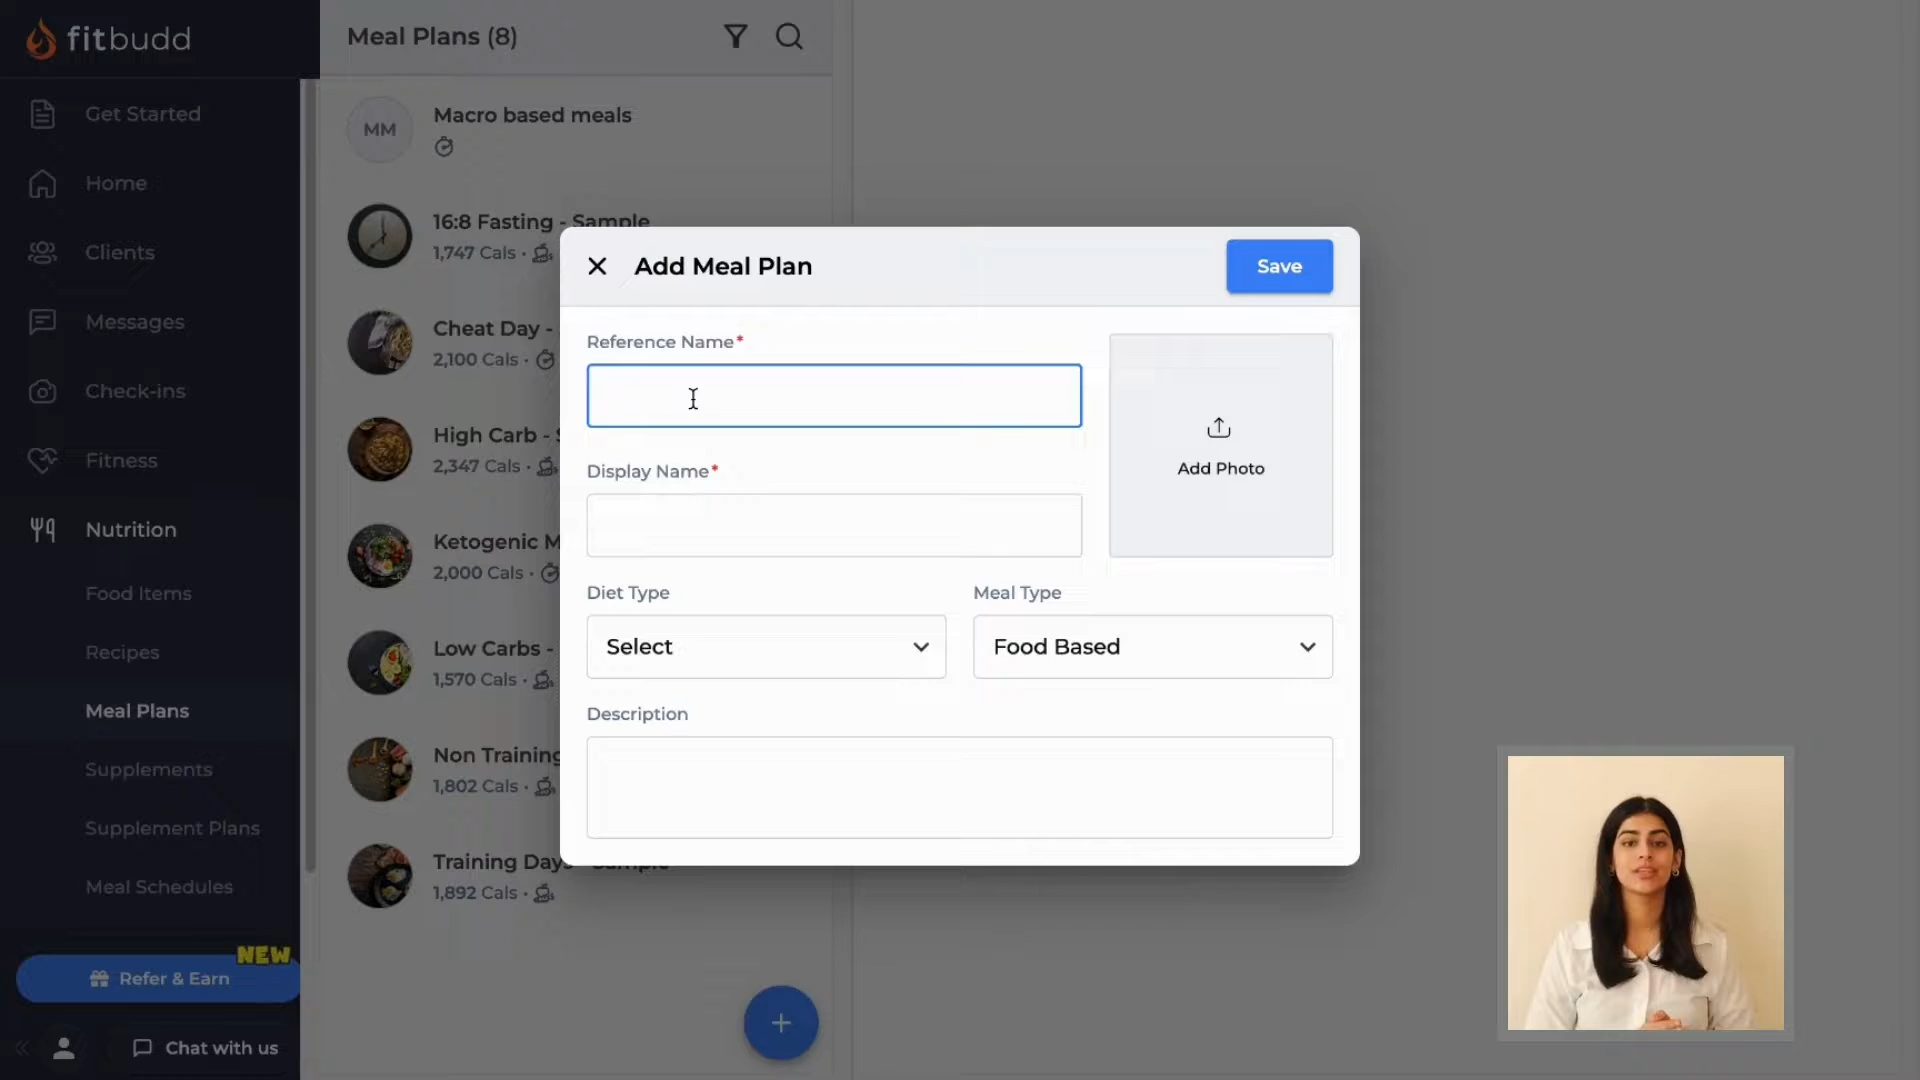 fitbudd
Get Started
Home
Clients
Messages
Check-ins
Fitness
Nutrition
Food Items
Recipes
Meal Plans
Supplements
Supplement Plans
Meal Schedules
NEW
Refer & Earn
Chat with us
Meal Plans (8)
MM
Macro based meals
16:8 Fasting - Sample
1,747 Cals •
Cheat Day -
2,100 Cals •
High Carb -
2,347 Cals •
Ketogenic
2,000 Cals •
Low Carbs -
1,570 Cals •
Non Training
1,802 Cals •
Training Days - Sample
1,892 Cals •
Add Meal Plan
Save
Reference Name*
Display Name*
Add Photo
Diet Type
Select
Meal Type
Food Based
Description